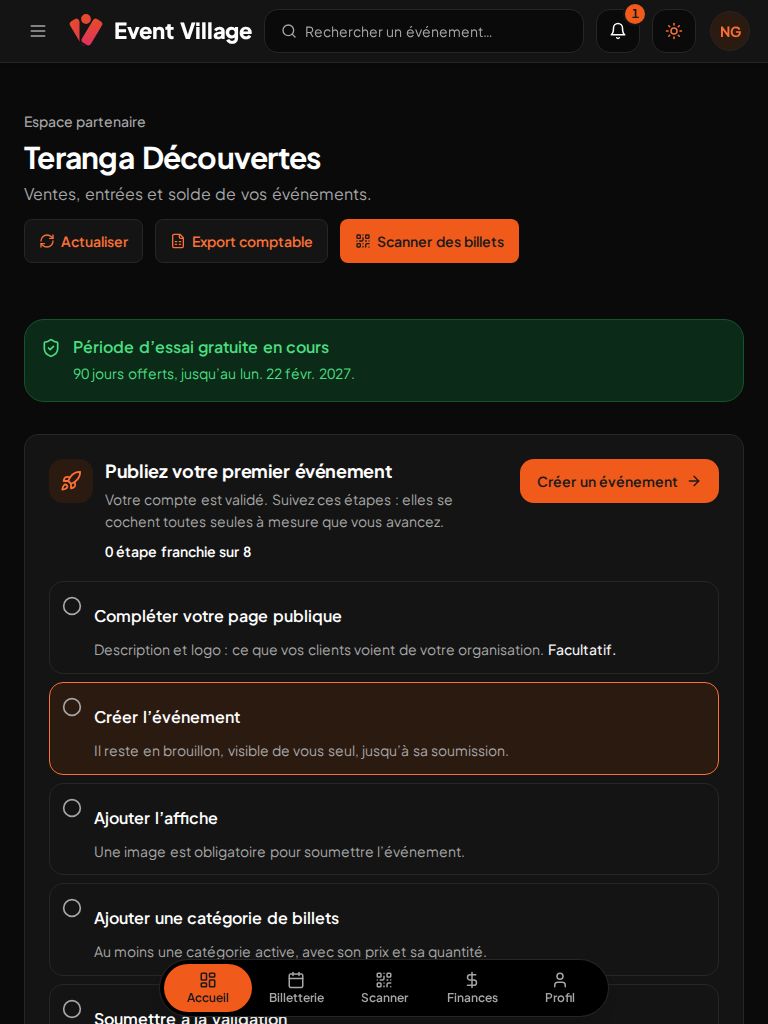 Event Village
Rechercher un événement…
1
NG
Espace partenaire
Teranga Découvertes
Ventes, entrées et solde de vos événements.
Actualiser
Export comptable
Scanner des billets
Période d’essai gratuite en cours
90 jours offerts, jusqu’au lun. 22 févr. 2027.
Publiez votre premier événement
Votre compte est validé. Suivez ces étapes : elles se
cochent toutes seules à mesure que vous avancez.
0 étape franchie sur 8
Créer un événement
Compléter votre page publique
Description et logo : ce que vos clients voient de votre organisation. Facultatif.
Créer l’événement
Il reste en brouillon, visible de vous seul, jusqu’à sa soumission.
Ajouter l’affiche
Une image est obligatoire pour soumettre l’événement.
Ajouter une catégorie de billets
Au moins une catégorie active, avec son prix et sa quantité.
Soumettre à la validation
Accueil
Billetterie
Scanner
Finances
Profil